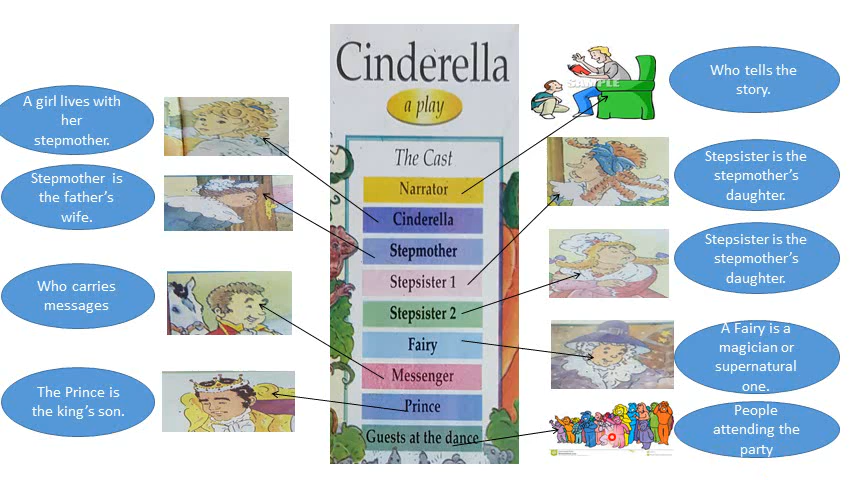 Cinderella
a play
The Cast
Narrator
Cinderella
Stepmother
Stepsister 1
Stepsister 2
Fairy
Messenger
Prince
Guests at the dance
A girl lives with
her
stepmother.
Stepmother is
the father's
wife.
Who carries
messages
The Prince is
the king's son.
Who tells the
story.
SAMPLE
Stepsister is the
stepmother's
daughter.
Stepsister is the
stepmother's
daughter.
A Fairy is a
magician or
supernatural
one.
People
attending the
party